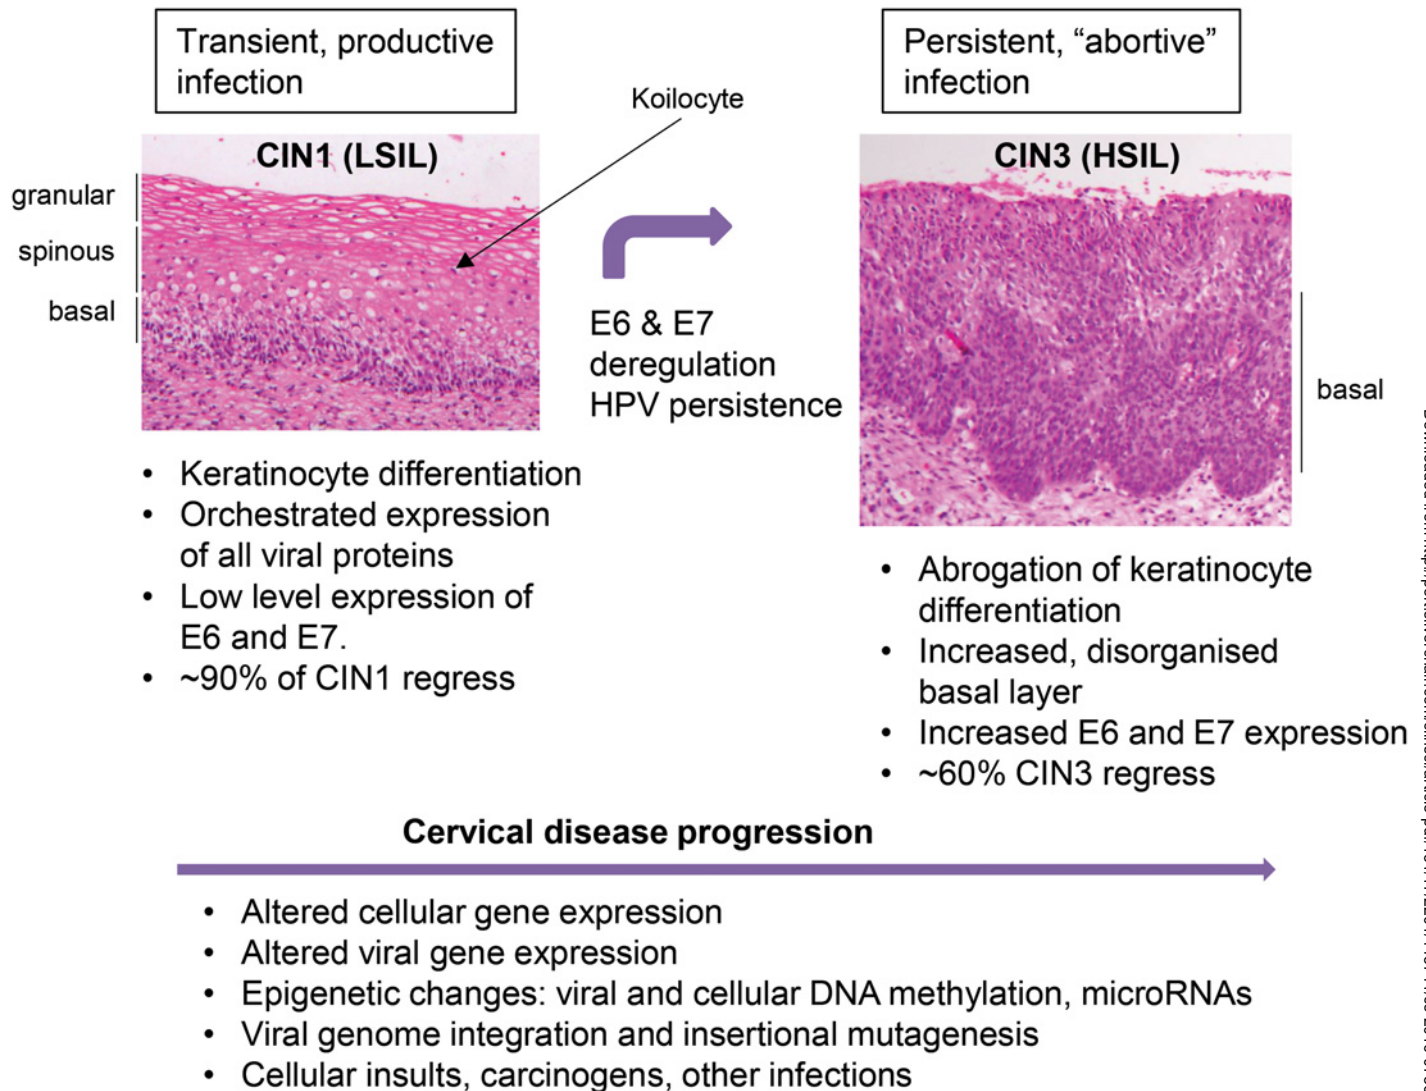 Transient, productive
infection
Persistent, “abortive”
infection
Koilocyte
CIN1 (LSIL)
CIN3 (HSIL)
granular
spinous
basal
E6 & E7
deregulation
HPV persistence
basal
• Keratinocyte differentiation
• Orchestrated expression
of all viral proteins
• Low level expression of
E6 and E7.
• ~90% of CIN1 regress
• Abrogation of keratinocyte
differentiation
• Increased, disorganised
basal layer
• Increased E6 and E7 expression
• ~60% CIN3 regress
Cervical disease progression
• Altered cellular gene expression
• Altered viral gene expression
• Epigenetic changes: viral and cellular DNA methylation, microRNAs
• Viral genome integration and insertional mutagenesis
• Cellular insults, carcinogens, other infections